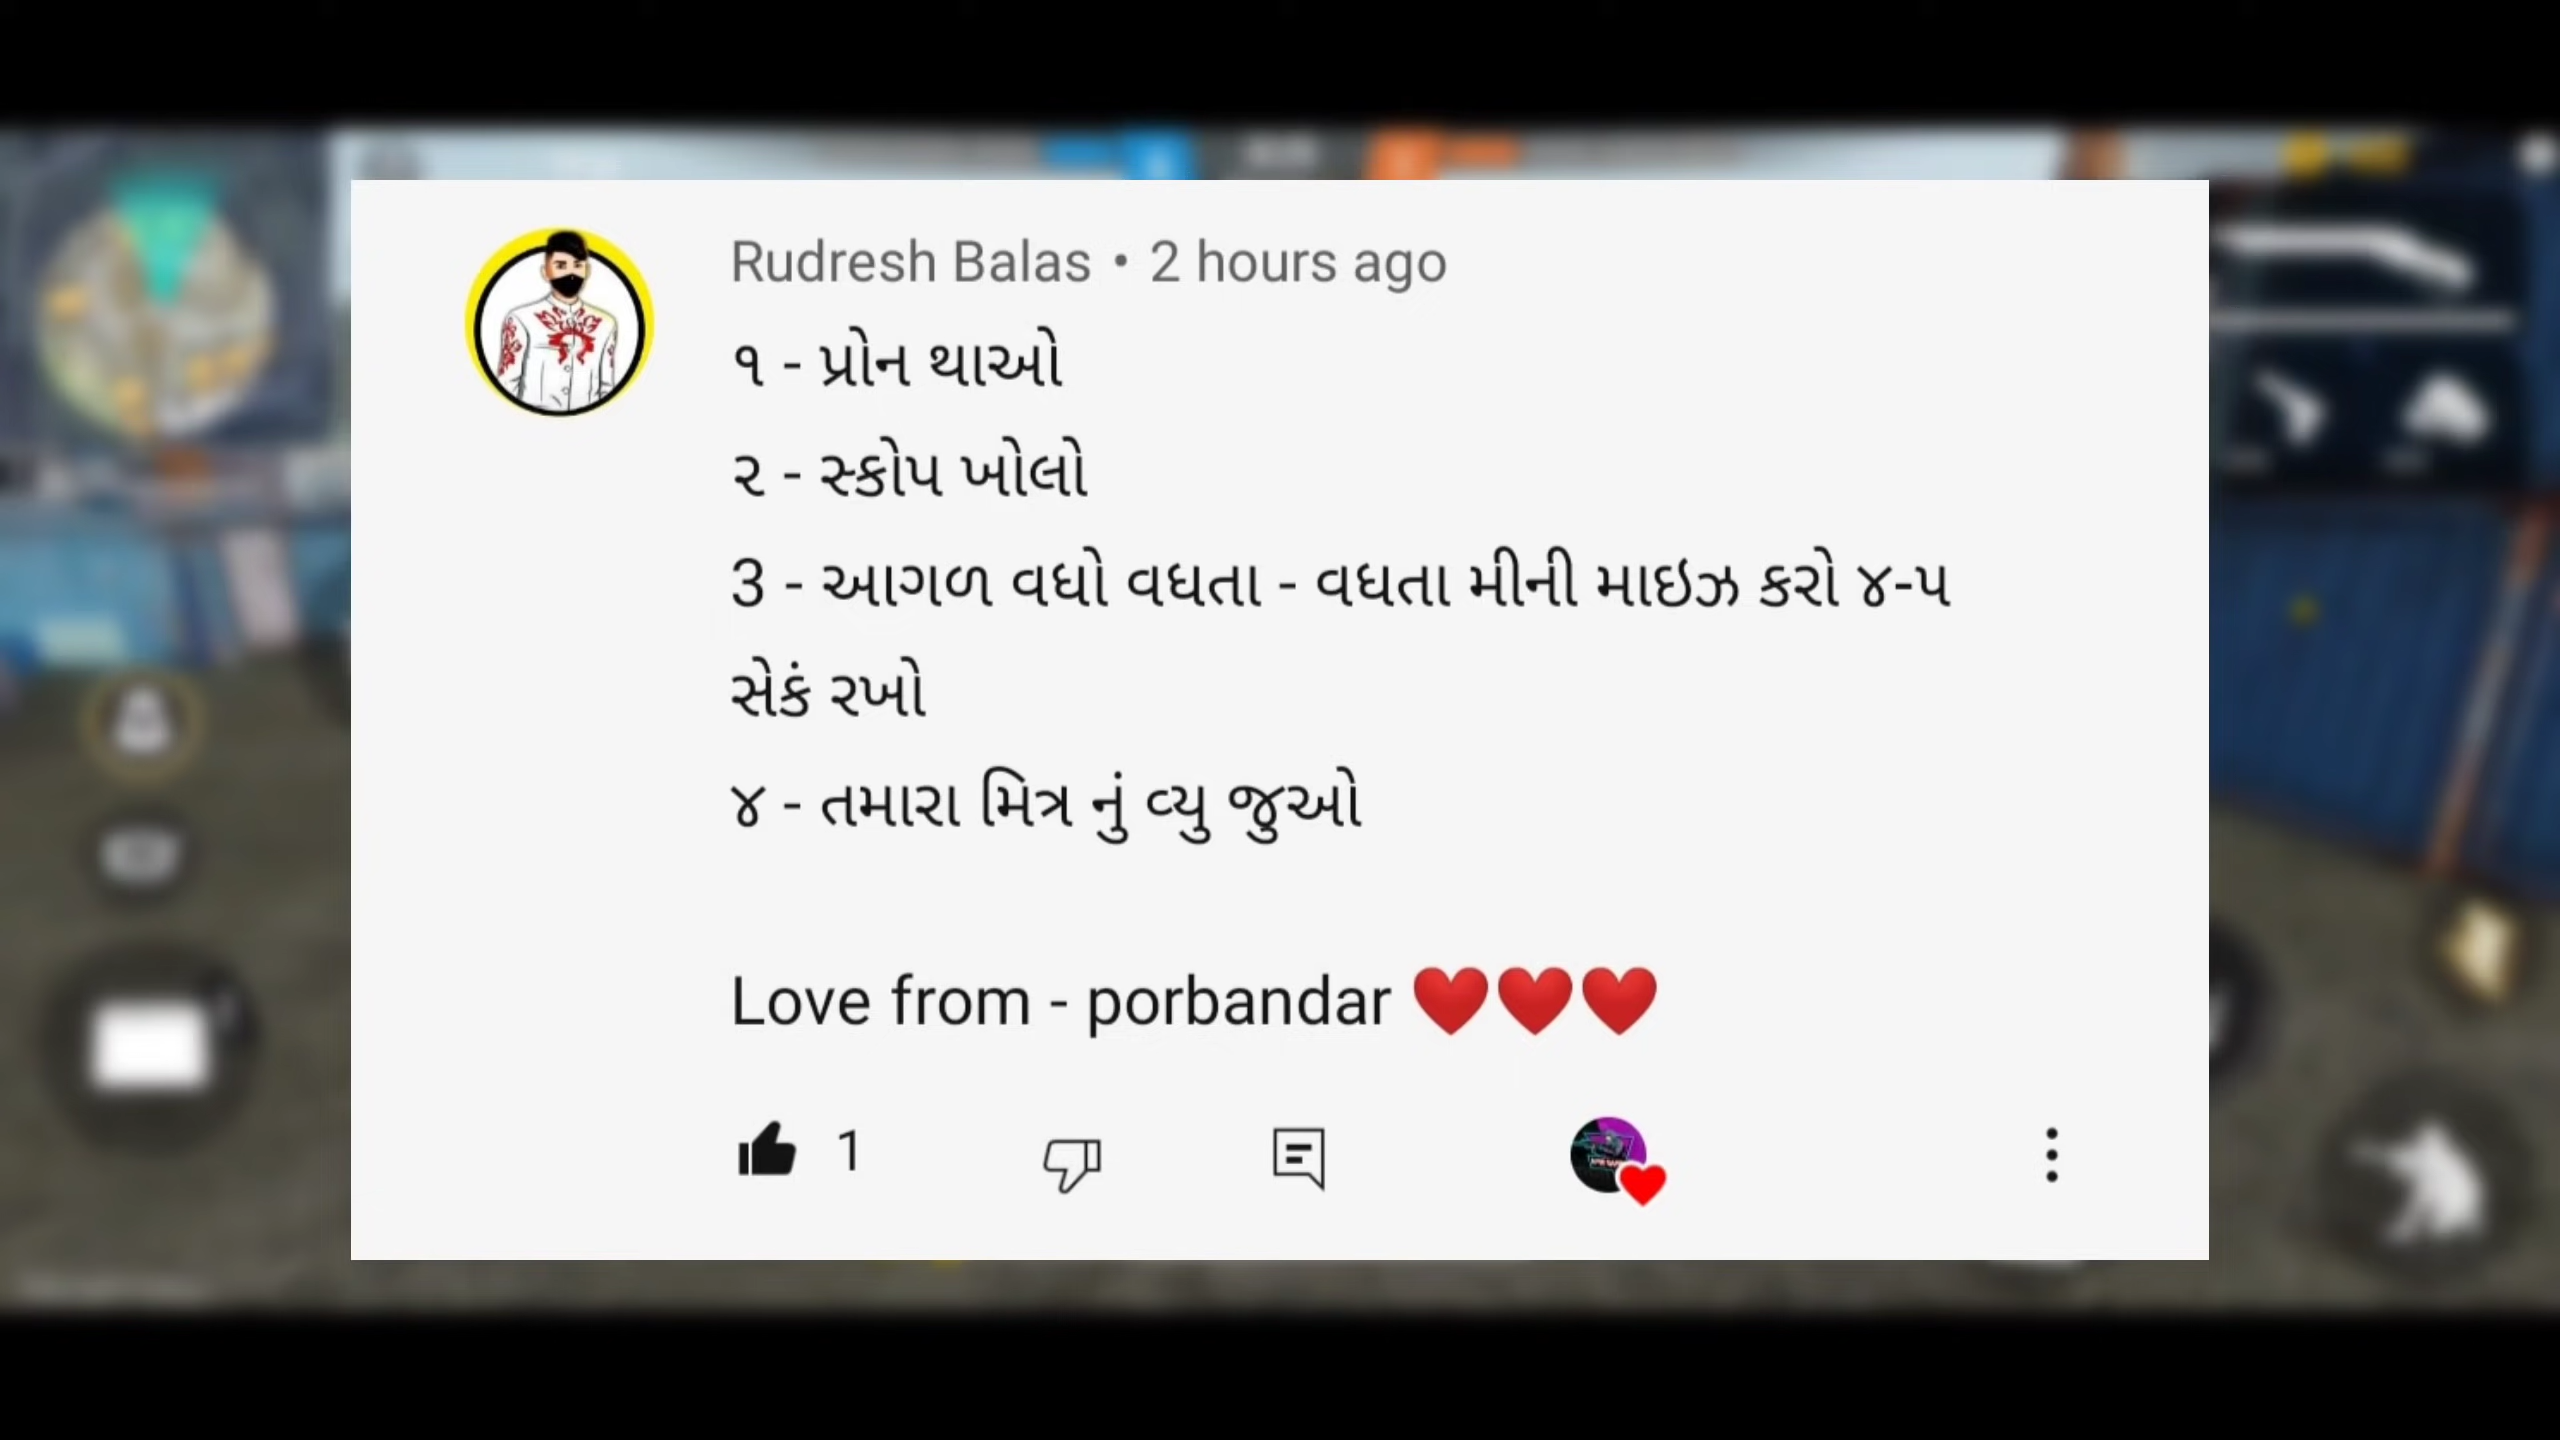 Rudresh Balas • 2 hours ago
૧ - પ્રોન થાઓ
૨ - સ્કોપ ખોલો
3 - આગળ વધો વધતા - વધતા મીની માઇઝ કરો ૪-૫
સેકં રખો
૪ - તમારા મિત્ર નું વ્યુ જુઓ
Love from - porbandar ❤️❤️❤️
1